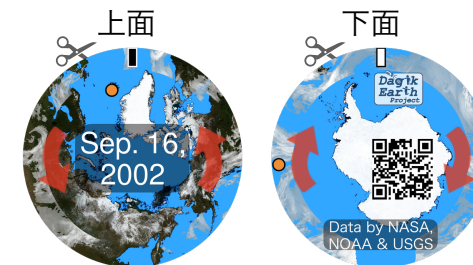 上面
下面
Sep. 16,
2002
Dagik
Earth
Project
Data by NASA,
NOAA & USGS